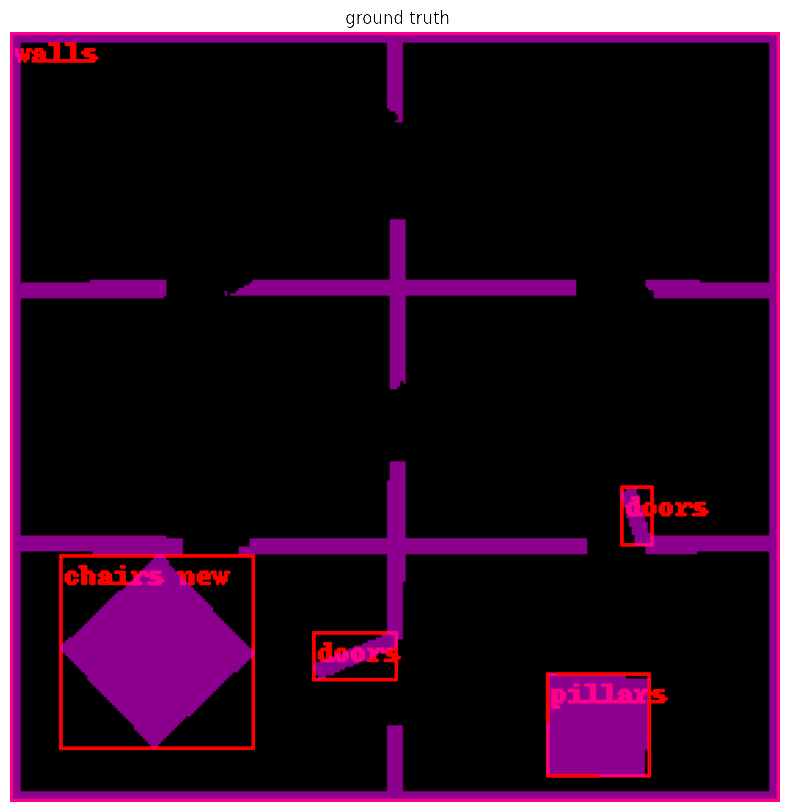 ground truth
walls
doors
chairs new
doors
pillars